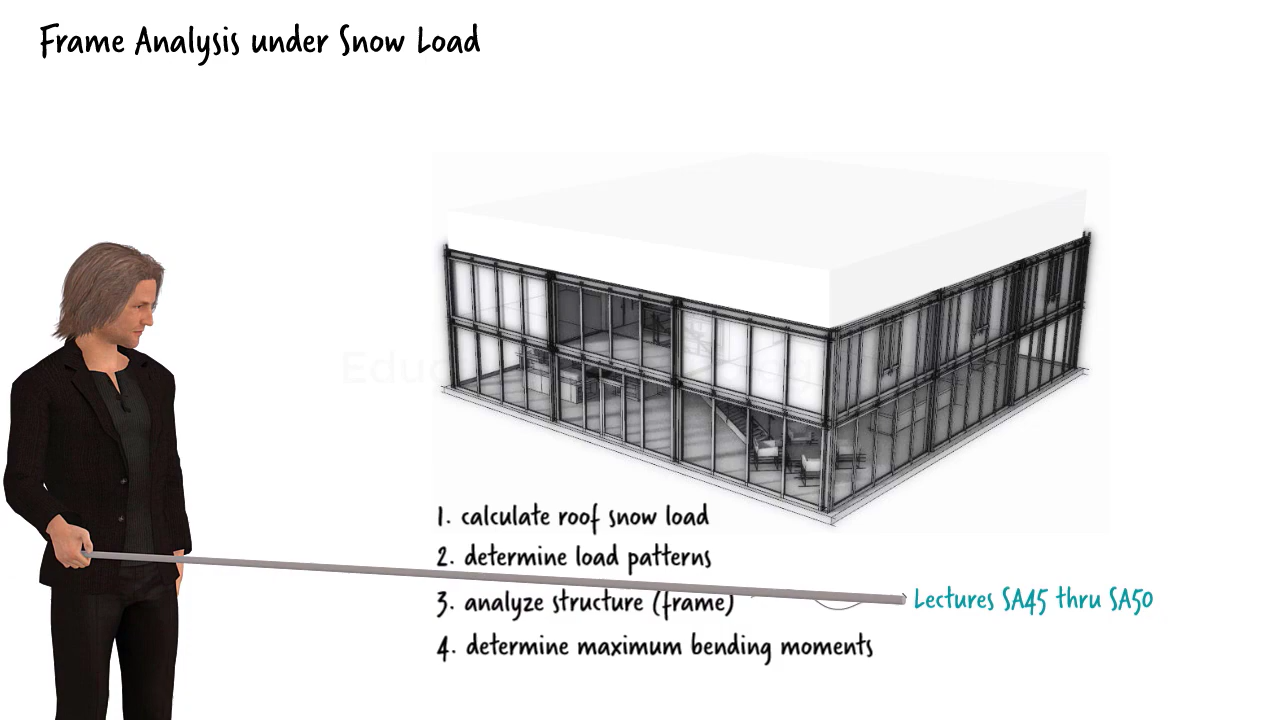 Frame Analysis under Snow Load
1. calculate roof snow load
2. determine load patterns
3. analyze structure (frame)
Lectures SA45 thru SA50
4. determine maximum bending moments